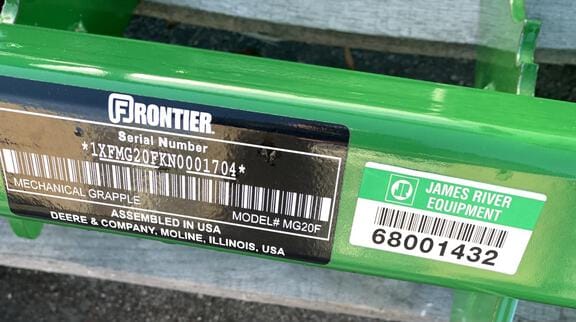 FRONTIER
Serial Number
*1XFMG20FKN0001704*
MECHANICAL GRAPPLE
MODEL# MG20F
ASSEMBLED IN USA
DEERE & COMPANY, MOLINE, ILLINOIS, USA
JR
JAMES RIVER
EQUIPMENT
68001432